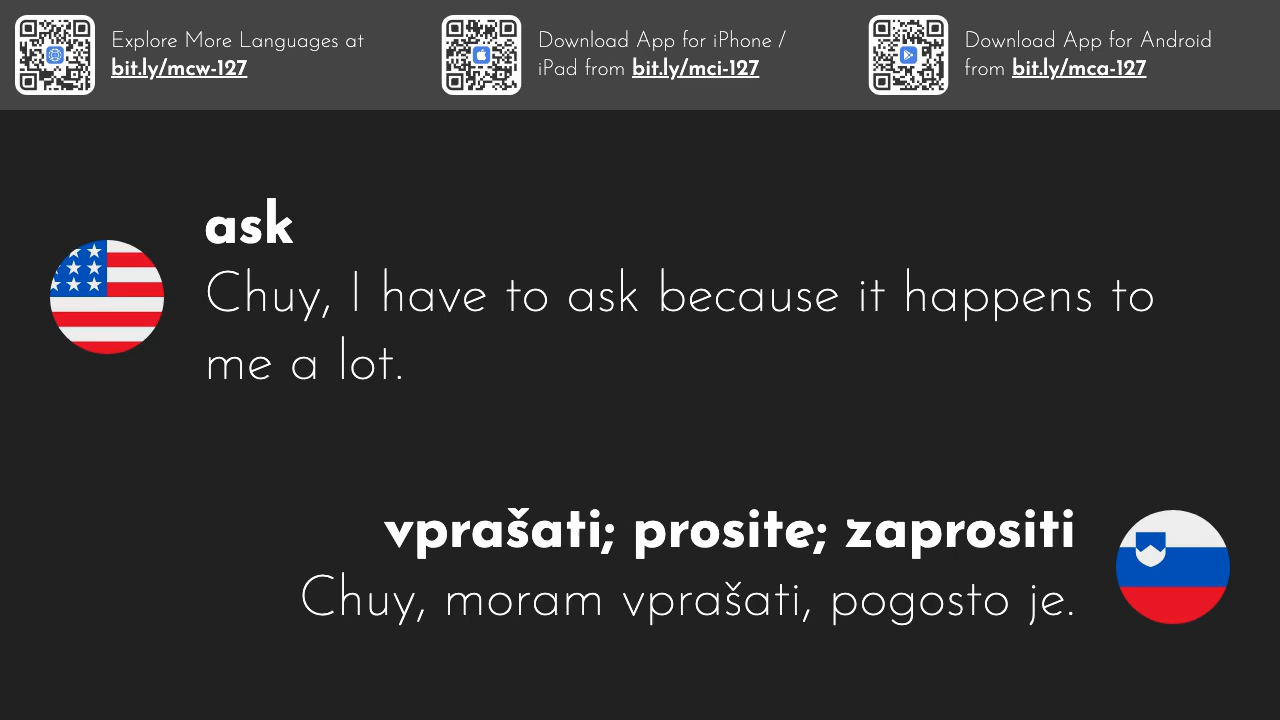 Explore More Languages at
bit.ly/mcw-127
Download App for iPhone /
iPad from bit.ly/mci-127
Download App for Android
from bit.ly/mca-127
ask
Chuy, I have to ask because it happens to
me a lot.
vprašati; prosite; zaprositi
Chuy, moram vprašati, pogosto je.